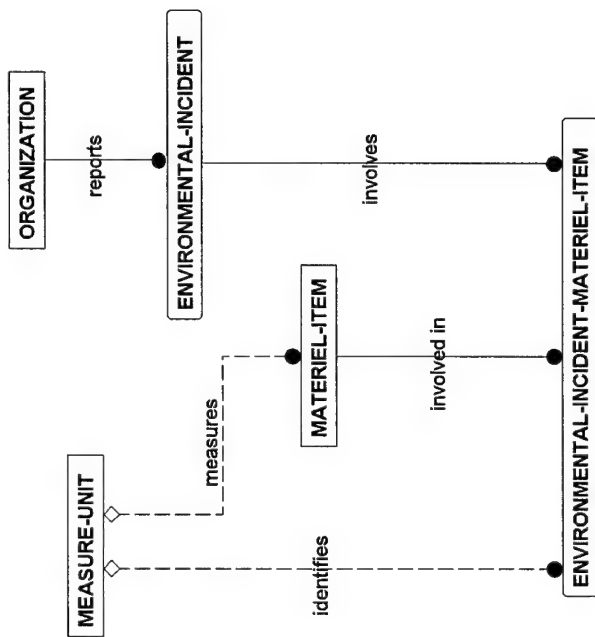 ORGANIZATION
reports
ENVIRONMENTAL-INCIDENT
involves
MEASURE-UNIT
measures
MATERIEL-ITEM
involved in
identifies
ENVIRONMENTAL-INCIDENT-MATERIEL-ITEM